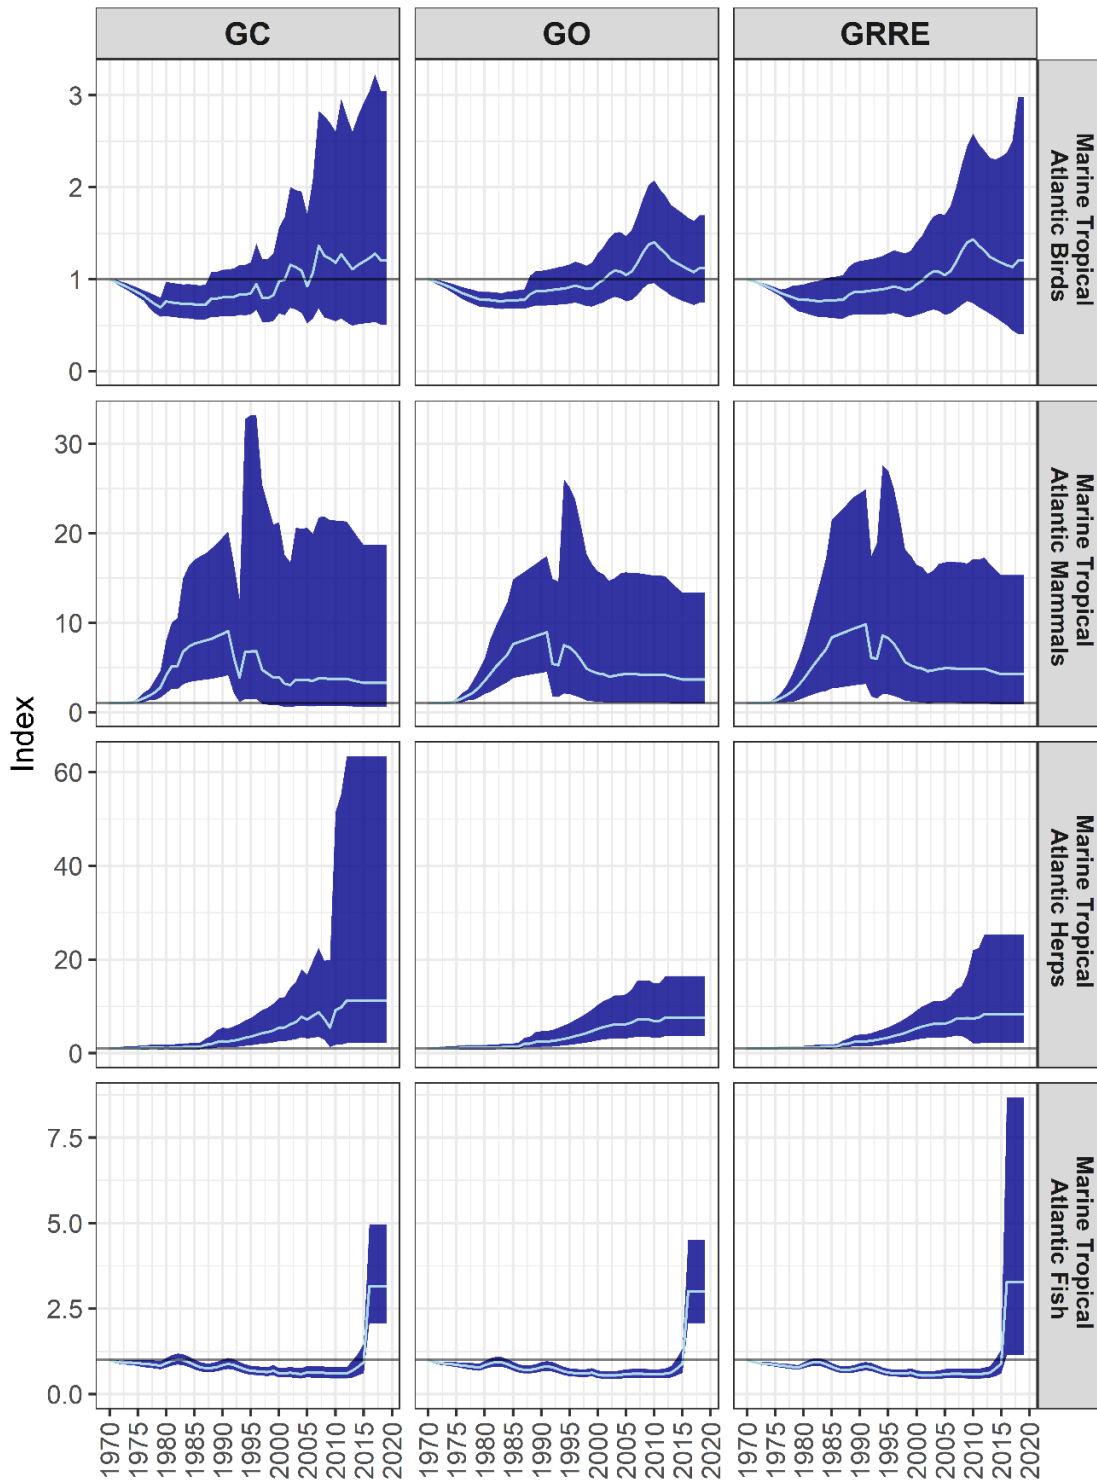 GC GO GRRE
3
2
1
0
Marine Tropical
Atlantic Birds
30
20
10
0
Marine Tropical
Atlantic Mammals
Index
60
40
20
0
Marine Tropical
Atlantic Herps
7.5
5.0
2.5
0.0
Marine Tropical
Atlantic Fish
1970 1975 1980 1985 1990 1995 2000 2005 2010 2015 2020 1970 1975 1980 1985 1990 1995 2000 2005 2010 2015 2020 1970 1975 1980 1985 1990 1995 2000 2005 2010 2015 2020